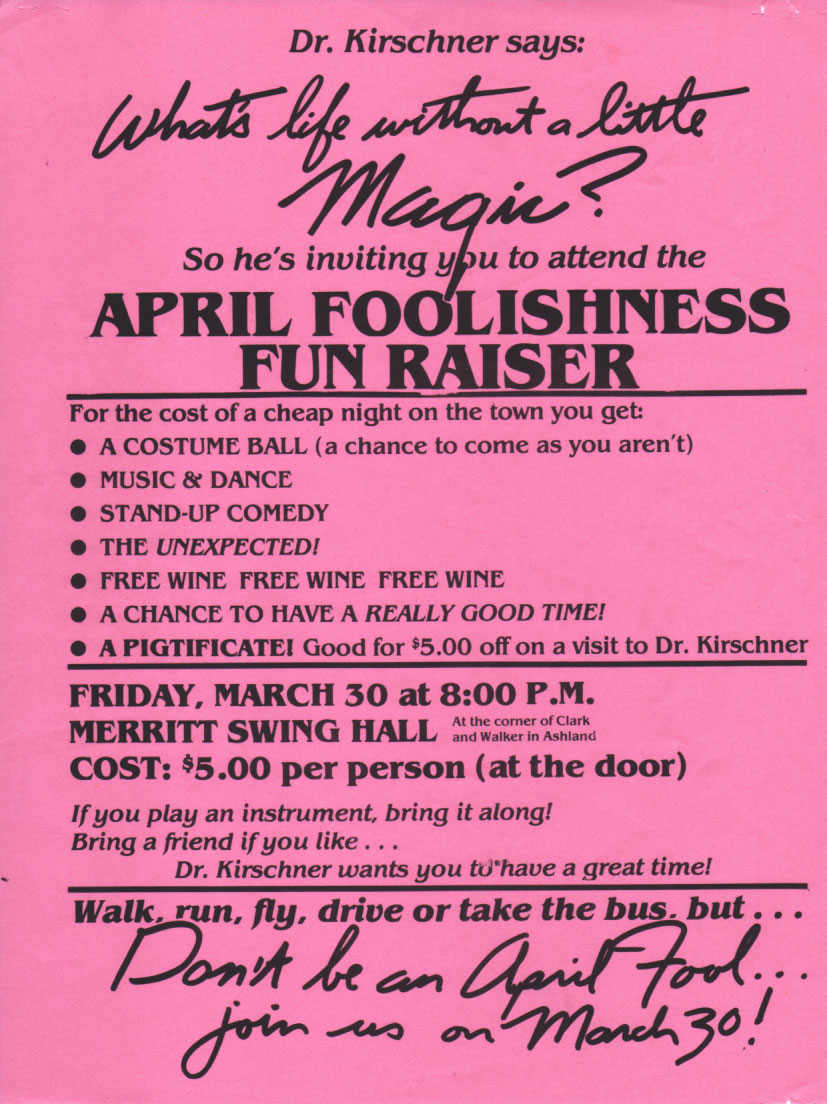 Dr. Kirschner says:
What's life without a little
Magic?
So he's inviting you to attend the
APRIL FOOLISHNESS
FUN RAISER
For the cost of a cheap night on the town you get:
● A COSTUME BALL (a chance to come as you aren't)
● MUSIC & DANCE
● STAND-UP COMEDY
● THE UNEXPECTED!
● FREE WINE FREE WINE FREE WINE
● A CHANCE TO HAVE A REALLY GOOD TIME!
● A PIGTIFICATE! Good for $5.00 off on a visit to Dr. Kirschner
FRIDAY, MARCH 30 at 8:00 P.M.
MERRITT SWING HALL At the corner of Clark
and Walker in Ashland
COST: $5.00 per person (at the door)
If you play an instrument, bring it along!
Bring a friend if you like . . .
Dr. Kirschner wants you to have a great time!
Walk, run, fly, drive or take the bus, but . . .
Don't be an April Fool...
join us on March 30!